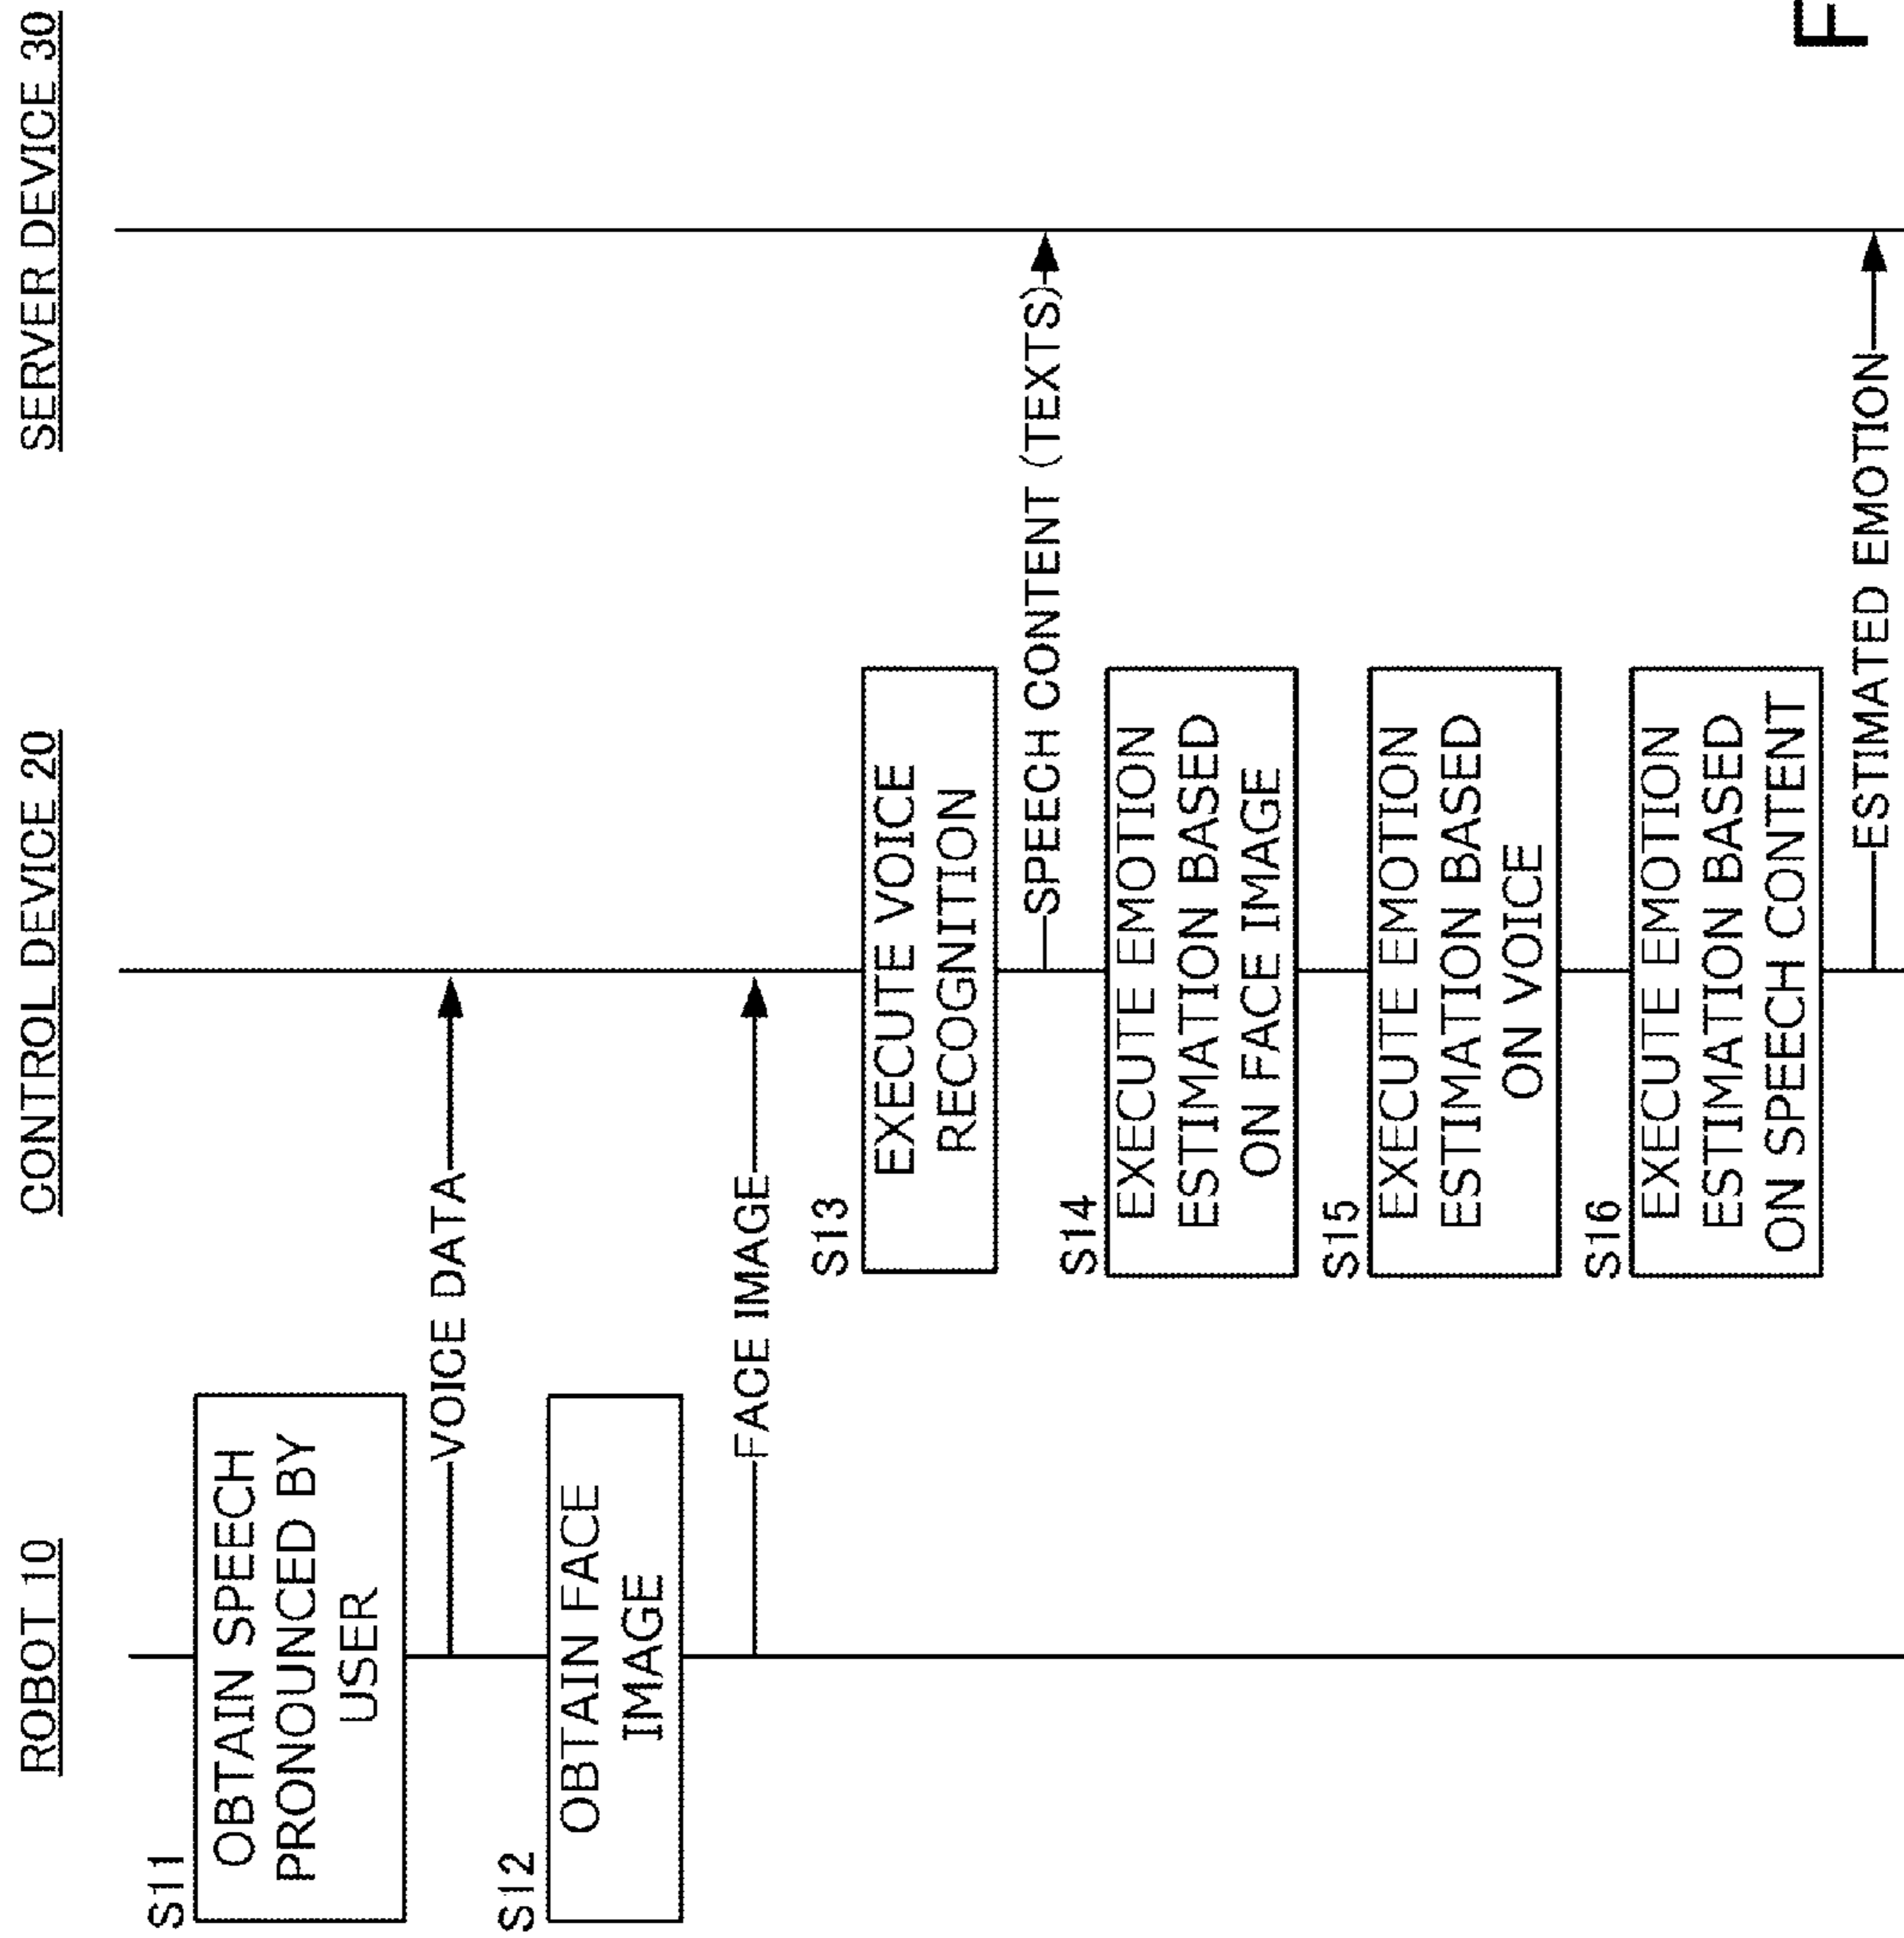 ROBOT 10
CONTROL DEVICE 20
SERVER DEVICE 30
S11
OBTAIN SPEECH
PRONOUNCED BY
USER
VOICE DATA
S12
OBTAIN FACE
IMAGE
FACE IMAGE
S13
EXECUTE VOICE
RECOGNITION
SPEECH CONTENT (TEXTS)
S14
EXECUTE EMOTION
ESTIMATION BASED
ON FACE IMAGE
S15
EXECUTE EMOTION
ESTIMATION BASED
ON VOICE
S16
EXECUTE EMOTION
ESTIMATION BASED
ON SPEECH CONTENT
ESTIMATED EMOTION
F